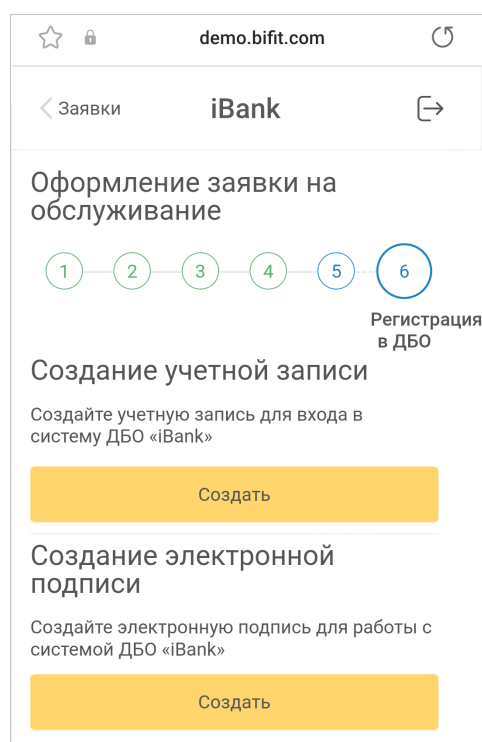 demo.bifit.com
Заявки
iBank
Оформление заявки на
обслуживание
1 2 3 4 5 6
Регистрация
в ДБО
Создание учетной записи
Создайте учетную запись для входа в
систему ДБО «iBank»
Создать
Создание электронной
подписи
Создайте электронную подпись для работы с
системой ДБО «iBank»
Создать